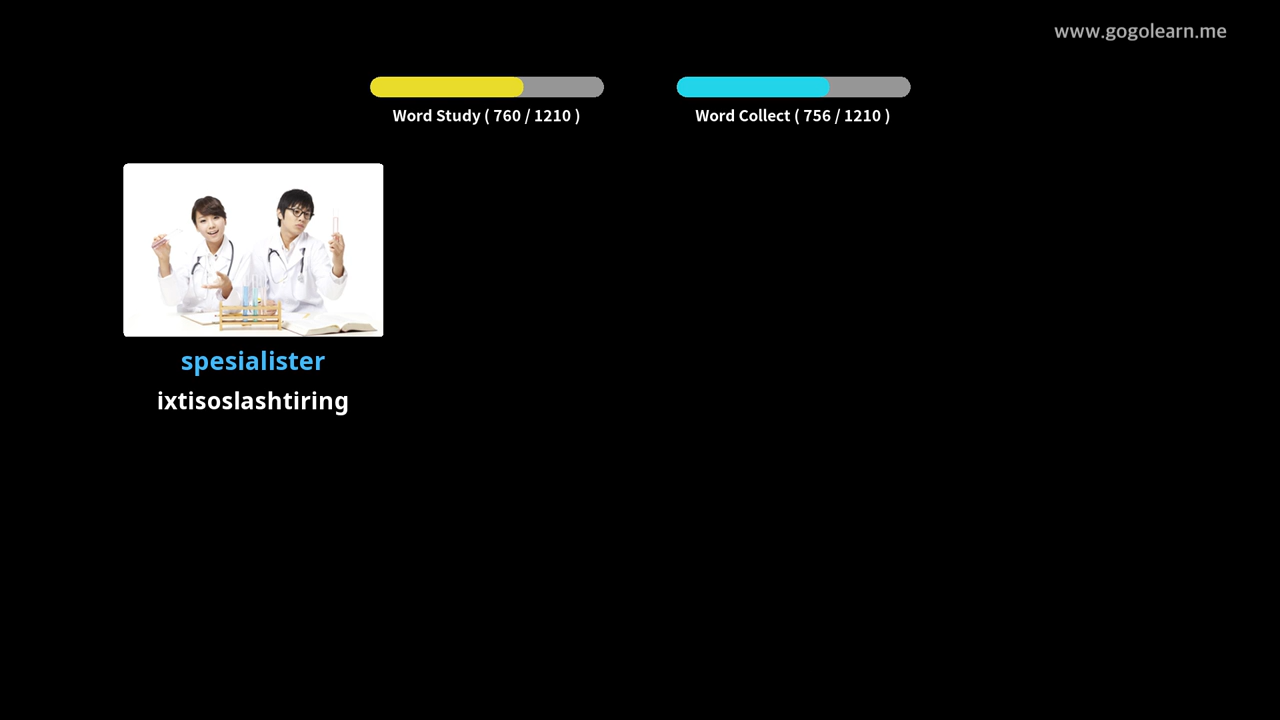 www.gogolearn.me
Word Study ( 760 / 1210 )
Word Collect ( 756 / 1210 )
spesialister
ixtisoslashtiring